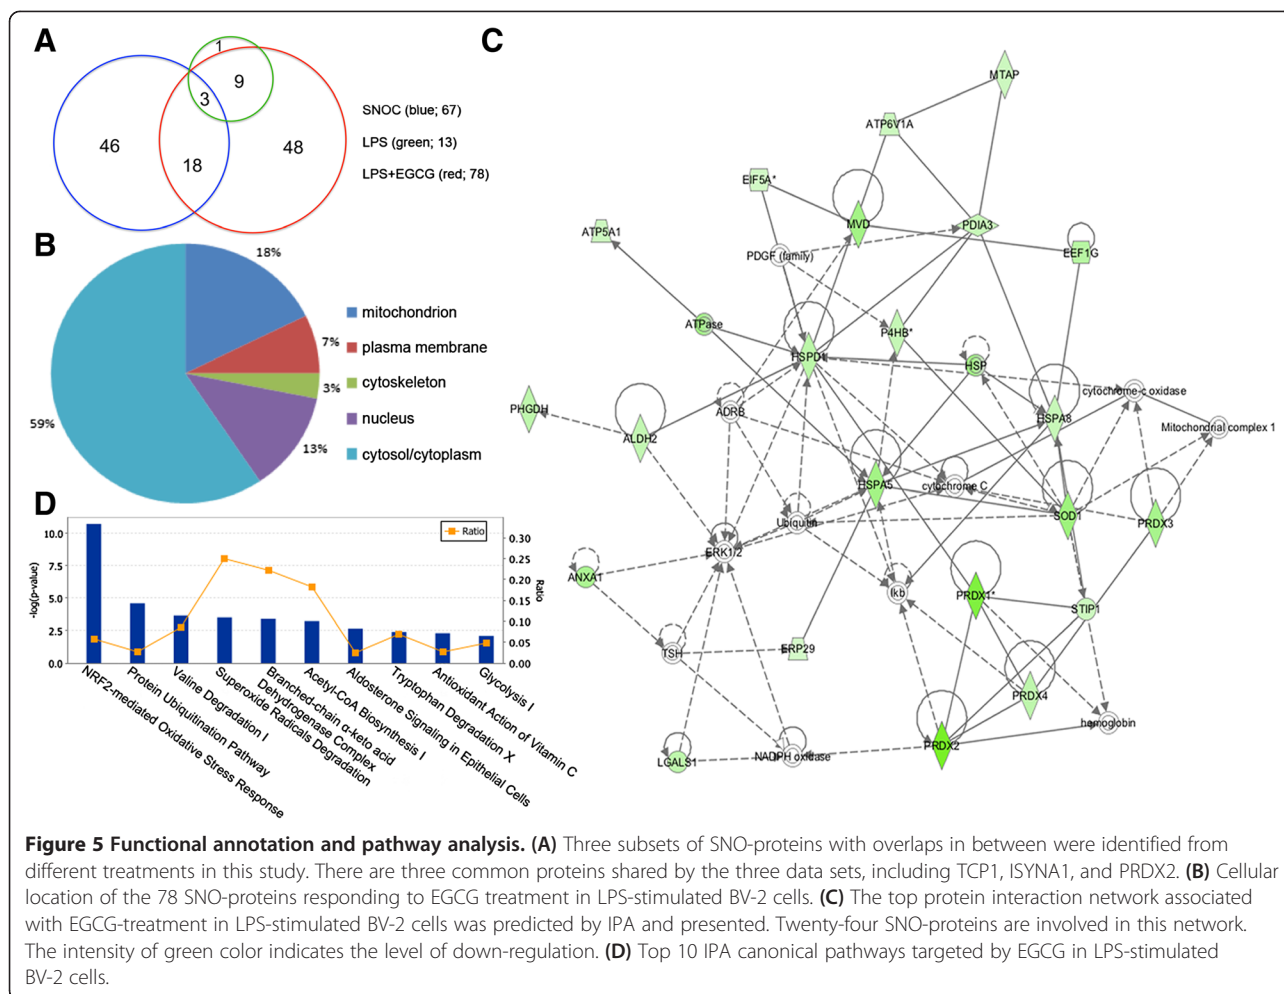 A
1
9
3
46
18
48
SNOC (blue; 67)
LPS (green; 13)
LPS+EGCG (red; 78)
B
18%
7%
3%
13%
59%
mitochondrion
plasma membrane
cytoskeleton
nucleus
cytosol/cytoplasm
C
MTAP
ATP6V1A
EIF5A*
MVD
PDIA3
ATP5A1
PDGF (family)
EEF1G
ATPase
P4HB*
HSPD1
HSP
cytochrome-c oxidase
PHGDH
ADRB
HSPA8
Mitochondrial complex 1
ALDH2
HSPA5
cytochrome C
Ubiquitin
SOD1
PRDX3
ERK1/2
ANXA1
Ikb
PRDX1*
STIP1
TSH
ERP29
PRDX4
hemoglobin
PRDX2
LGALS1
NADPH oxidase
D
Ratio
10.0
7.5
5.0
2.5
0.0
-log(p-value)
0.30
0.25
0.20
0.15
0.10
0.05
0.00
Ratio
NRF2-mediated Oxidative Stress Response
Protein Ubiquitination Pathway
Valine Degradation I
Superoxide Radicals Degradation
Branched-chain α-keto acid
Dehydrogenase Complex
Acetyl-CoA Biosynthesis I
Aldosterone Signaling in Epithelial Cells
Tryptophan Degradation X
Antioxidant Action of Vitamin C
Glycolysis I
Figure 5 Functional annotation and pathway analysis. (A) Three subsets of SNO-proteins with overlaps in between were identified from
different treatments in this study. There are three common proteins shared by the three data sets, including TCP1, ISYNA1, and PRDX2. (B) Cellular
location of the 78 SNO-proteins responding to EGCG treatment in LPS-stimulated BV-2 cells. (C) The top protein interaction network associated
with EGCG-treatment in LPS-stimulated BV-2 cells was predicted by IPA and presented. Twenty-four SNO-proteins are involved in this network.
The intensity of green color indicates the level of down-regulation. (D) Top 10 IPA canonical pathways targeted by EGCG in LPS-stimulated
BV-2 cells.